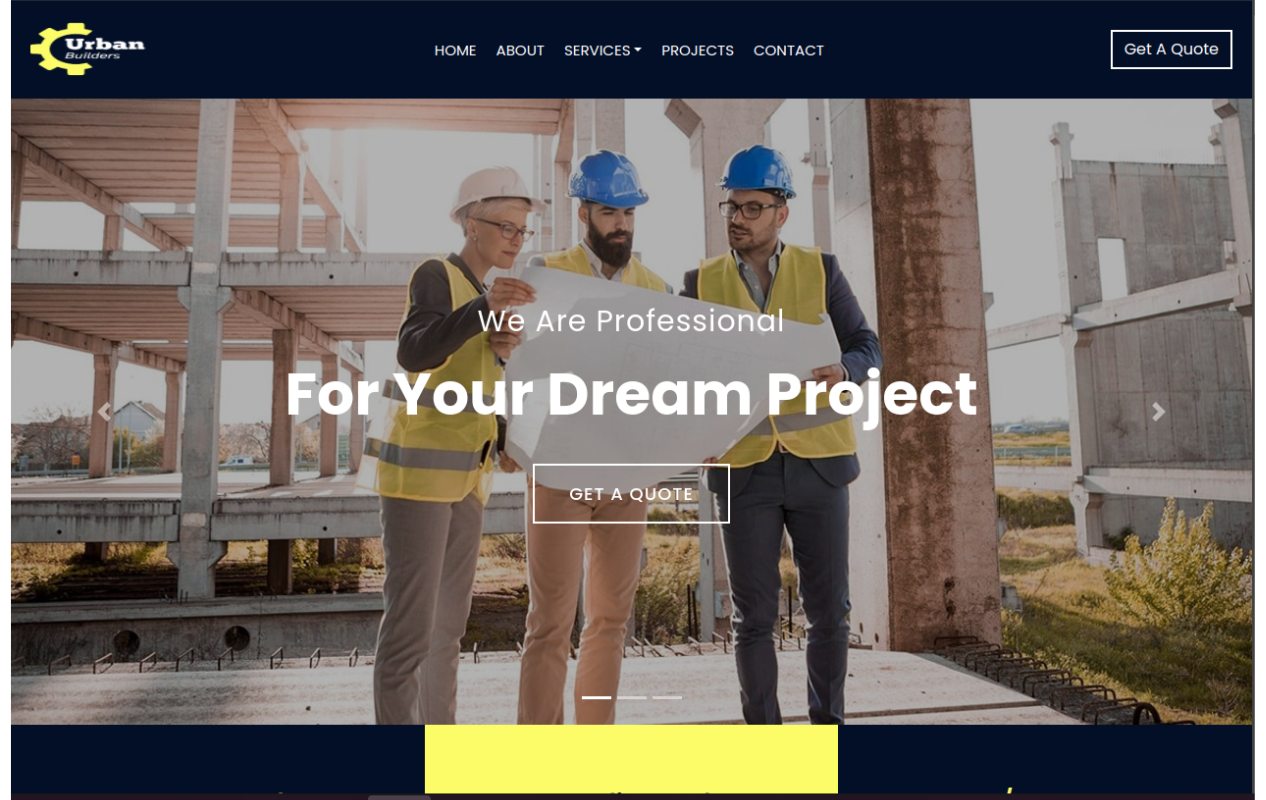 Urban
Builders
HOME ABOUT SERVICES PROJECTS CONTACT
Get A Quote
We Are Professional
For Your Dream Project
GET A QUOTE